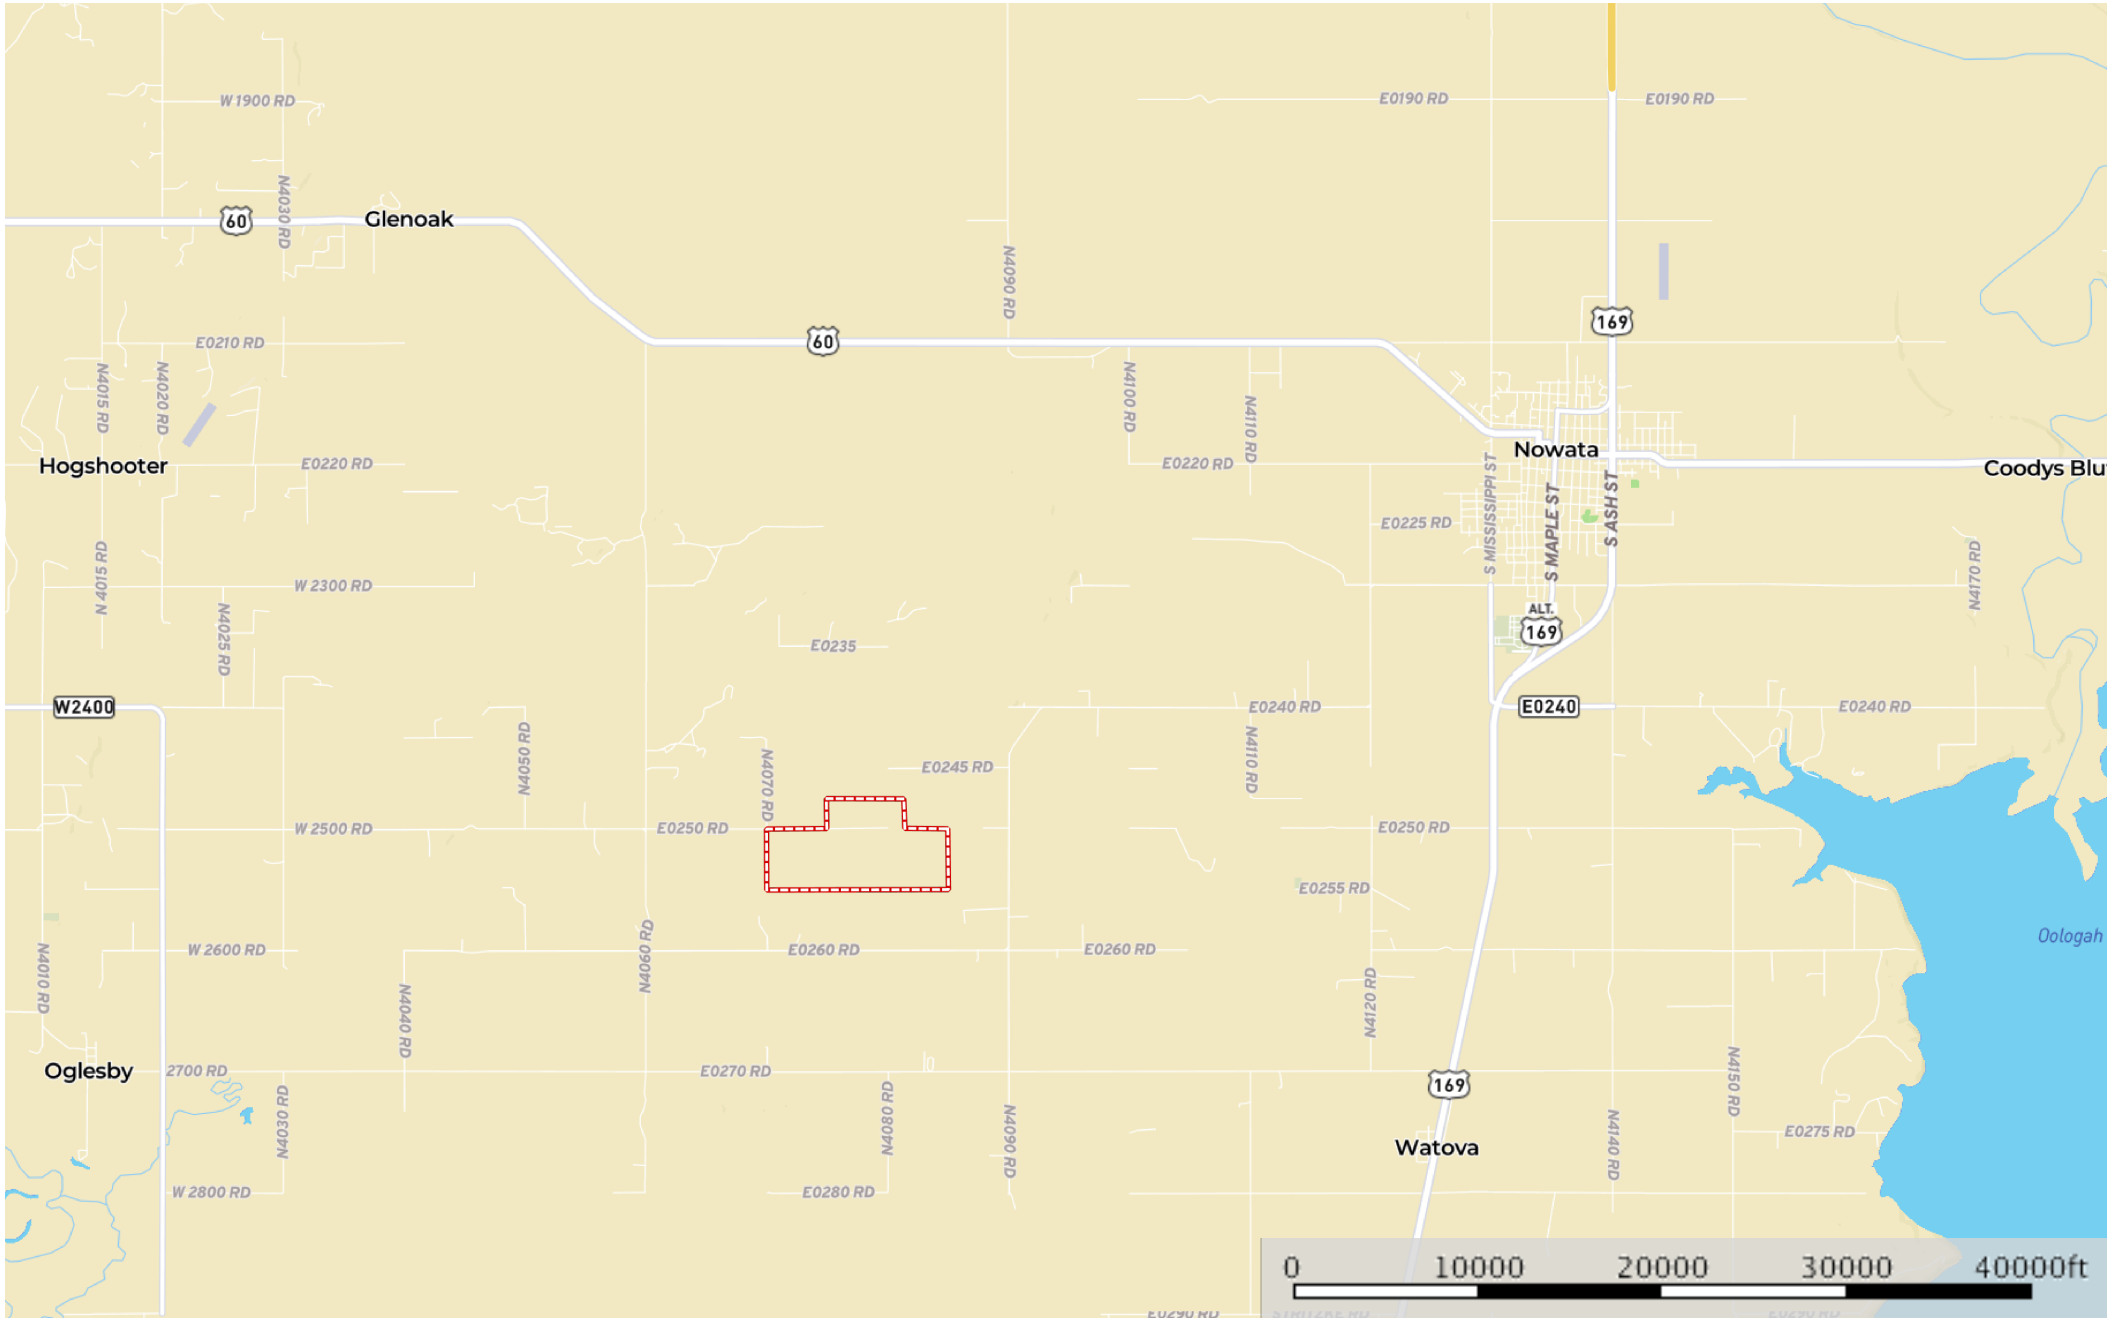 W 1900 RD
E0190 RD
E0190 RD
N4030 RD
60
Glenoak
N4090 RD
169
E0210 RD
60
N4015 RD
N4020 RD
N4100 RD
N4110 RD
Nowata
Hogshooter
E0220 RD
E0220 RD
Coodys Blu
S MISSISSIPPI ST
S MAPLE ST
S ASH ST
E0225 RD
N 4015 RD
W 2300 RD
N4170 RD
N4025 RD
E0235
ALT.
169
W2400
E0240 RD
E0240
E0240 RD
N4050 RD
N4070 RD
E0245 RD
N4110 RD
W 2500 RD
E0250 RD
E0250 RD
E0255 RD
N4010 RD
W 2600 RD
N4060 RD
E0260 RD
E0260 RD
Oologah
N4040 RD
N4120 RD
Oglesby
2700 RD
E0270 RD
169
N4150 RD
N4030 RD
N4080 RD
N4090 RD
Watova
N4140 RD
E0275 RD
W 2800 RD
E0280 RD
0 10000 20000 30000 40000ft
E0290 RD
E0290 RD